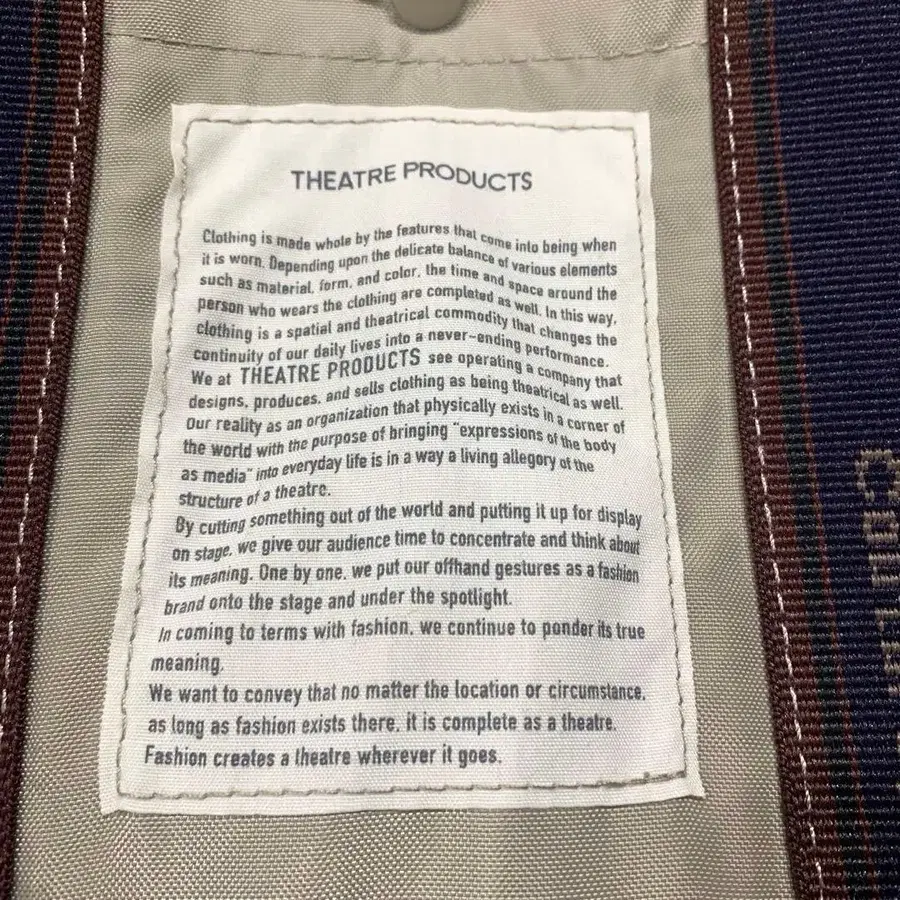 THEATRE PRODUCTS
Clothing is made whole by the features that come into being when
it is worn. Depending upon the delicate balance of various elements
such as material, form, and color, the time and space around the
person who wears the clothing are completed as well. In this way,
clothing is a spatial and theatrical commodity that changes the
continuity of our daily lives into a never-ending performance.
We at THEATRE PRODUCTS see operating a company that
designs, produces, and sells clothing as being theatrical as well.
Our reality as an organization that physically exists in a corner of
the world with the purpose of bringing "expressions of the body
as media" into everyday life is in a way a living allegory of the
structure of a theatre.
By cutting something out of the world and putting it up for display
on stage, we give our audience time to concentrate and think about
its meaning. One by one, we put our offhand gestures as a fashion
brand onto the stage and under the spotlight.
In coming to terms with fashion, we continue to ponder its true
meaning.
We want to convey that no matter the location or circumstance,
as long as fashion exists there, it is complete as a theatre.
Fashion creates a theatre wherever it goes.